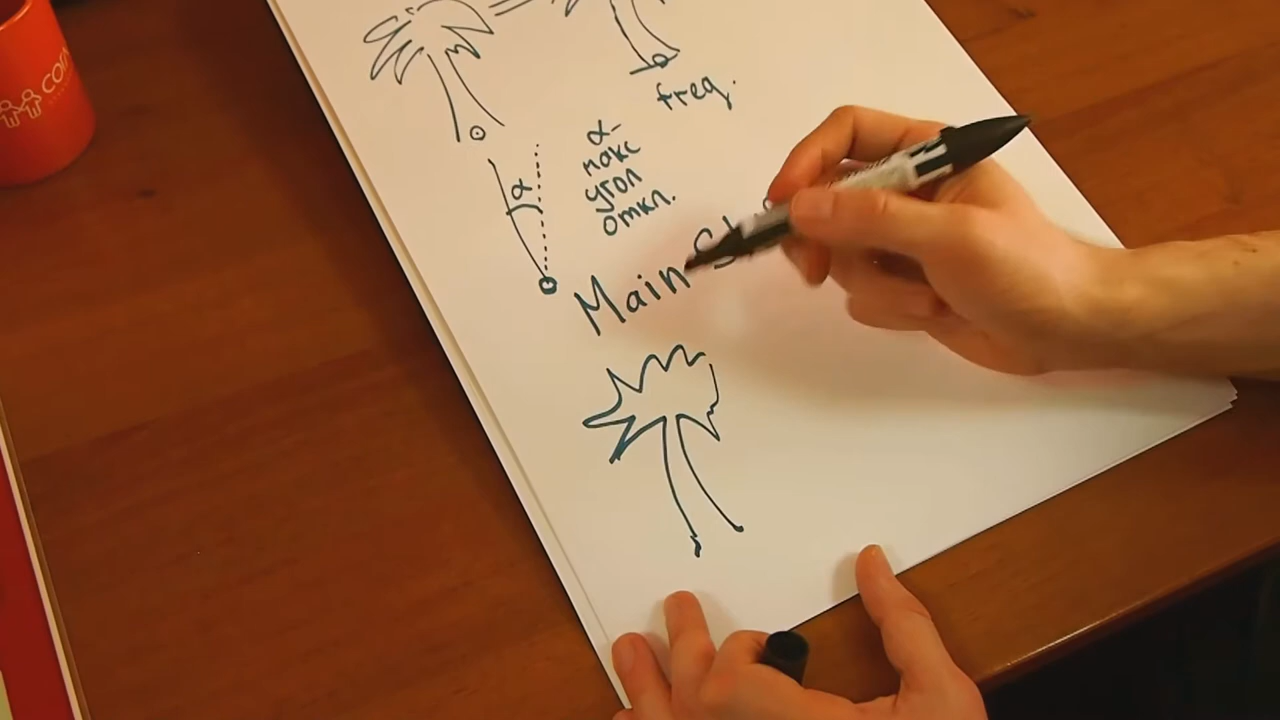 freq.
α-
макс
угол
откл.
α
Main